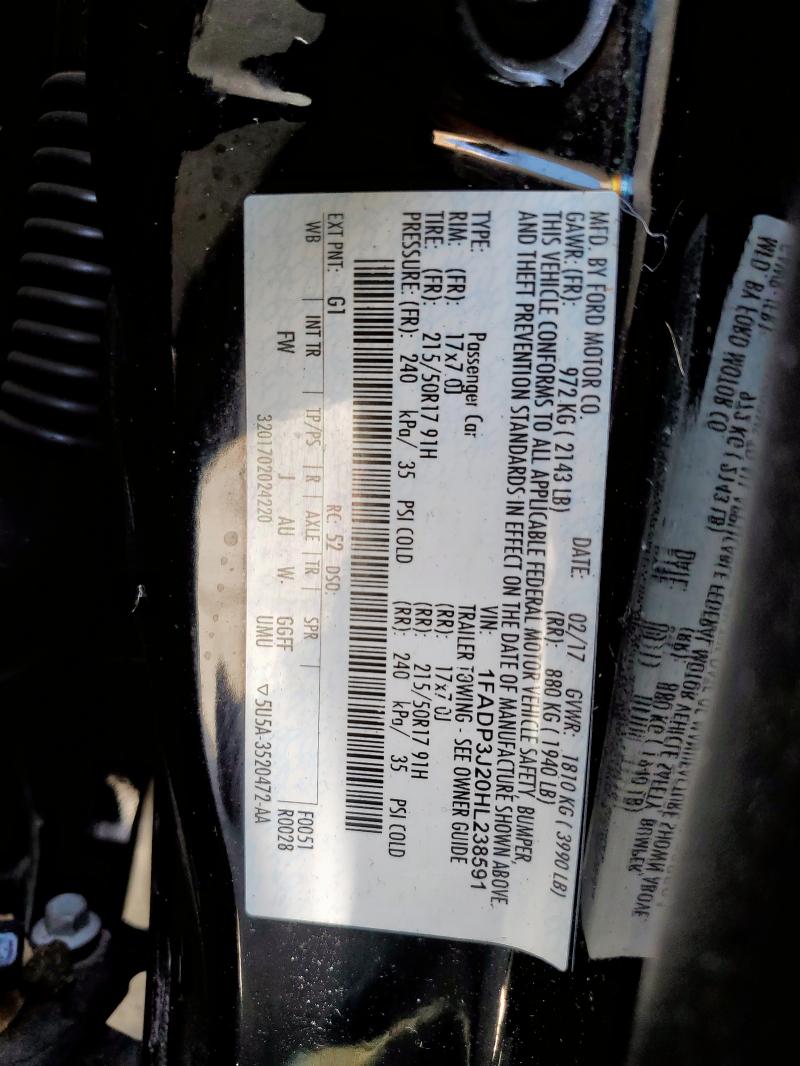 MFD. BY FORD MOTOR CO.
DATE: 02/17 GVWR: 1810 KG ( 3990 LB)
GAWR: (FR): 972 KG ( 2143 LB) (RR): 880 KG ( 1940 LB)
THIS VEHICLE CONFORMS TO ALL APPLICABLE FEDERAL MOTOR VEHICLE SAFETY, BUMPER,
AND THEFT PREVENTION STANDARDS IN EFFECT ON THE DATE OF MANUFACTURE SHOWN ABOVE.
VIN: 1FADP3J20HL238591
TYPE: Passenger Car TRAILER TOWING - SEE OWNER GUIDE
RIM: (FR): 17x7.0J (RR): 17x7.0J
TIRE: (FR): 215/50R17 91H (RR): 215/50R17 91H
PRESSURE: (FR): 240 kPa/ 35 PSI COLD (RR): 240 kPa/ 35 PSI COLD
EXT PNT: G1 RC: 52 DSO: F0051
WB INT TR TP/PS R AXLE TR SPR R0028
FW J AU W. GGFF
3201702024220 UMU ▽5U5A-3520472-AA